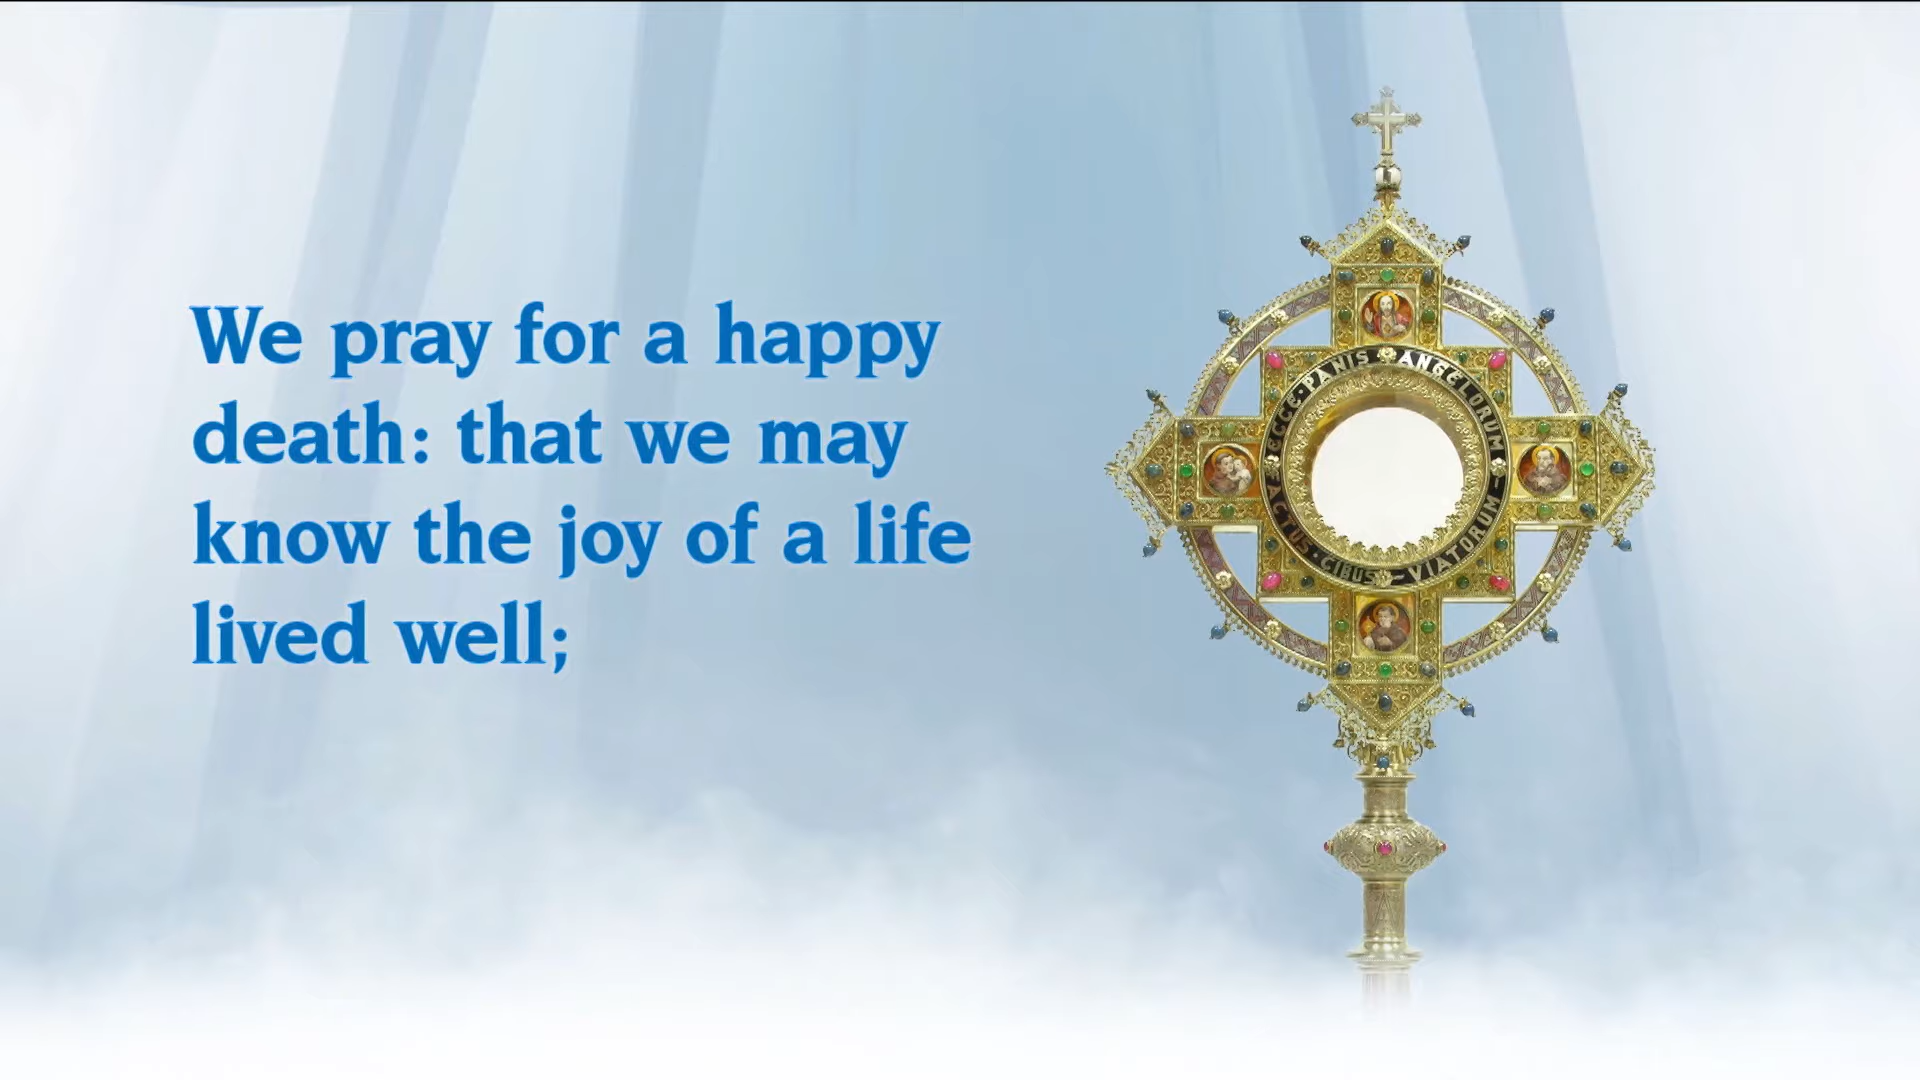 We pray for a happy
death: that we may
know the joy of a life
lived well;
ECCE · PANIS ANGELORUM
FACTUS · CIBUS – VIATORUM –